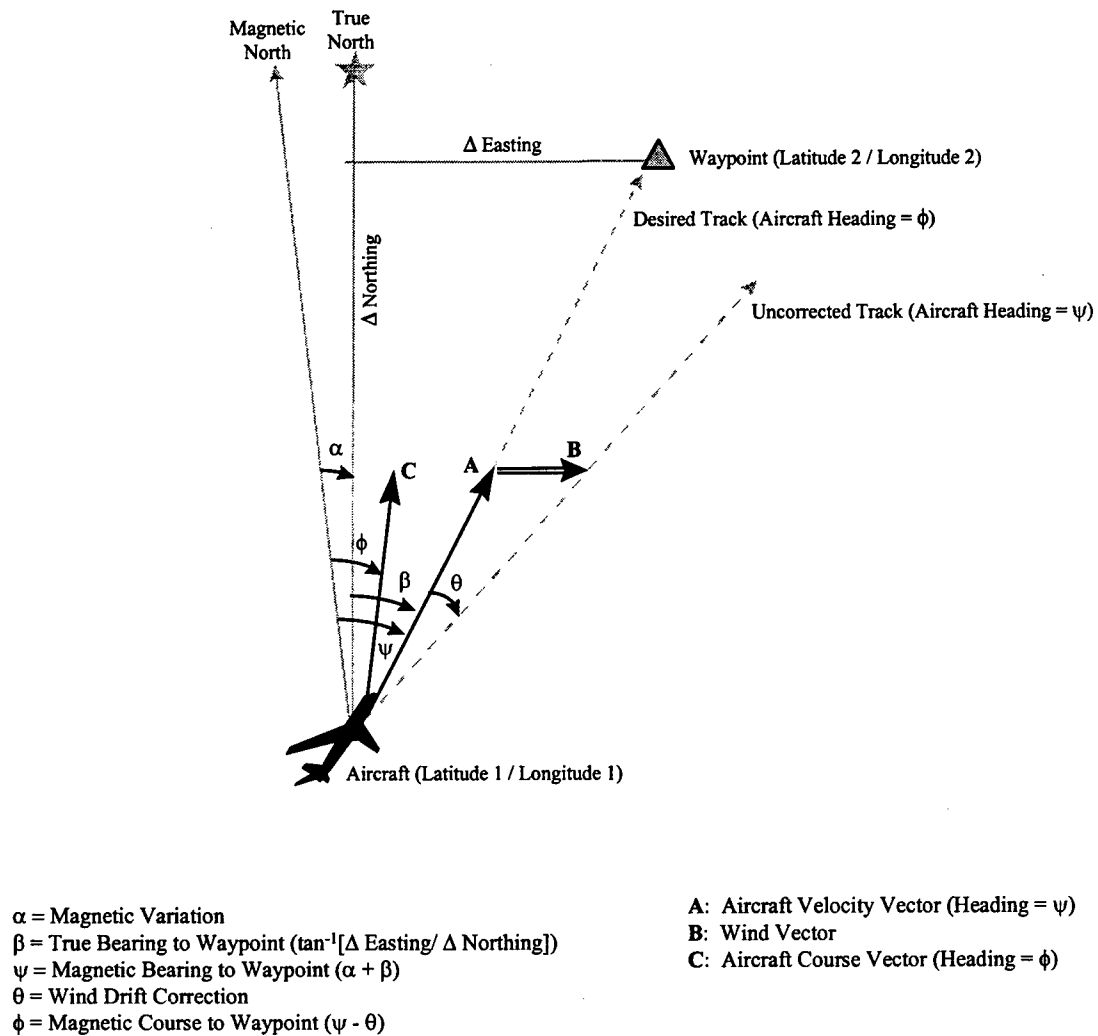 Magnetic
North
True
North
Δ Easting
Waypoint (Latitude 2 / Longitude 2)
Desired Track (Aircraft Heading = ϕ)
Δ Northing
Uncorrected Track (Aircraft Heading = ψ)
α
C
A
B
ϕ
β
θ
ψ
Aircraft (Latitude 1 / Longitude 1)
α = Magnetic Variation
β = True Bearing to Waypoint (tan⁻¹[Δ Easting/ Δ Northing])
ψ = Magnetic Bearing to Waypoint (α + β)
θ = Wind Drift Correction
ϕ = Magnetic Course to Waypoint (ψ - θ)
A: Aircraft Velocity Vector (Heading = ψ)
B: Wind Vector
C: Aircraft Course Vector (Heading = ϕ)